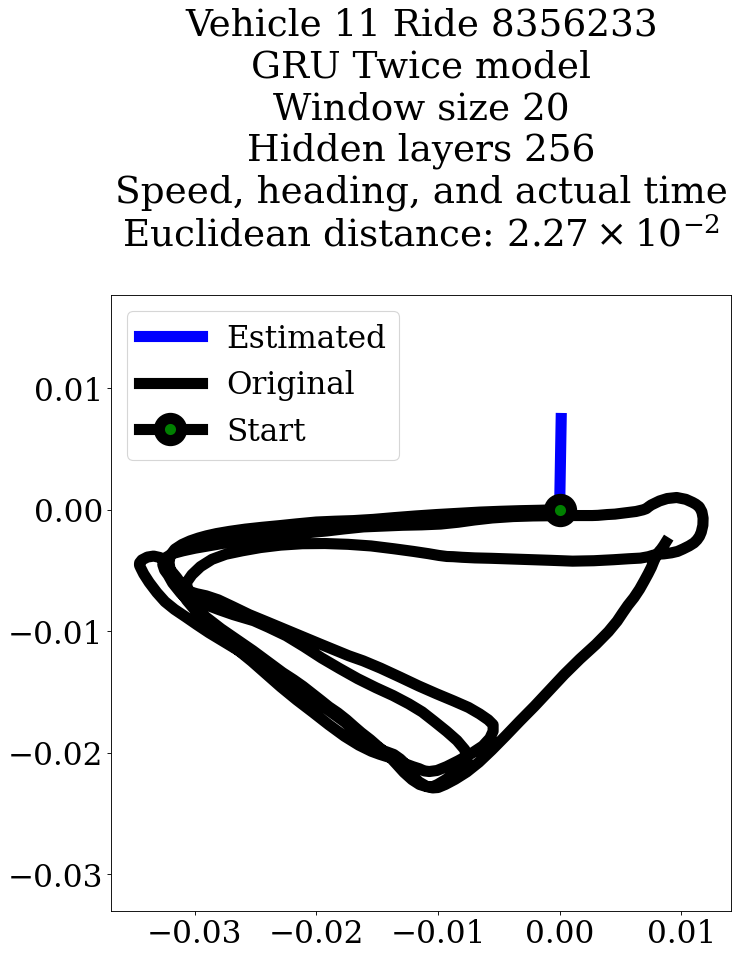 Vehicle 11 Ride 8356233
GRU Twice model
Window size 20
Hidden layers 256
Speed, heading, and actual time
Euclidean distance: 2.27 × 10⁻²
Estimated
Original
Start
0.01
0.00
−0.01
−0.02
−0.03
−0.03 −0.02 −0.01 0.00 0.01